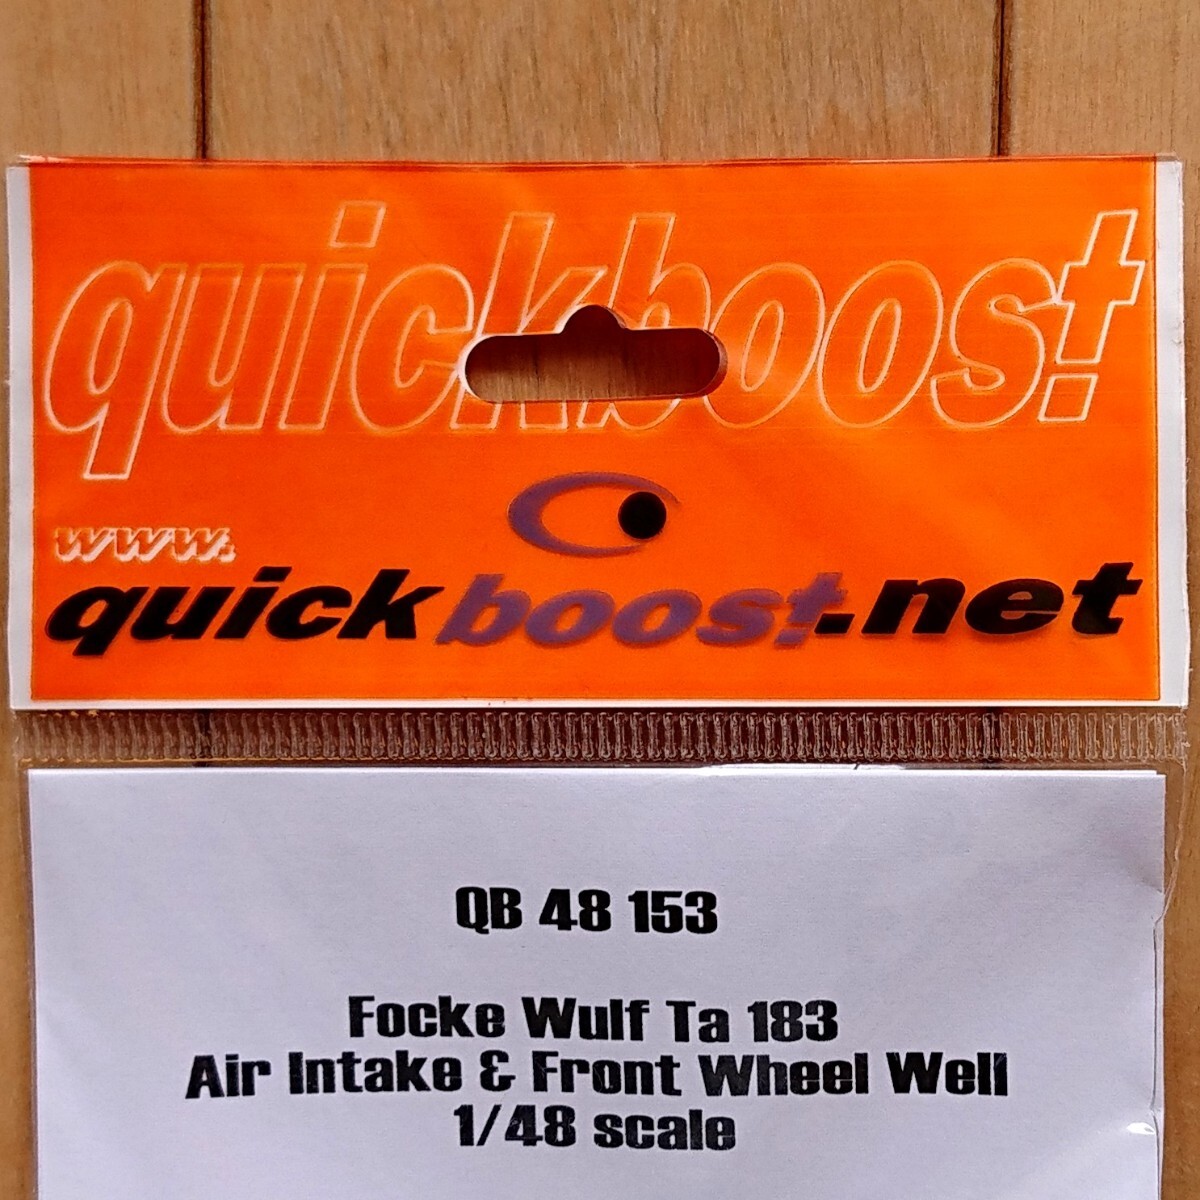 quickboost
www.
quickboost.net
QB 48 153
Focke Wulf Ta 183
Air Intake & Front Wheel Well
1/48 scale